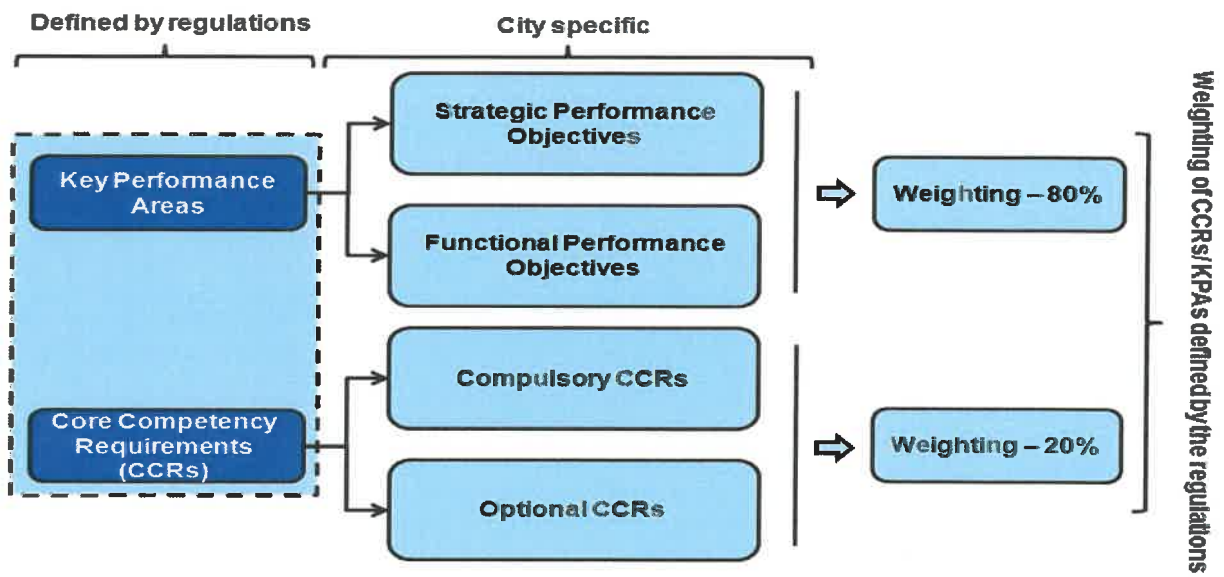 Defined by regulations
City specific
Key Performance
Areas
Strategic Performance
Objectives
Functional Performance
Objectives
Weighting – 80%
Core Competency
Requirements
(CCRs)
Compulsory CCRs
Optional CCRs
Weighting – 20%
Weighting of CCRs/ KPAs defined by the regulations